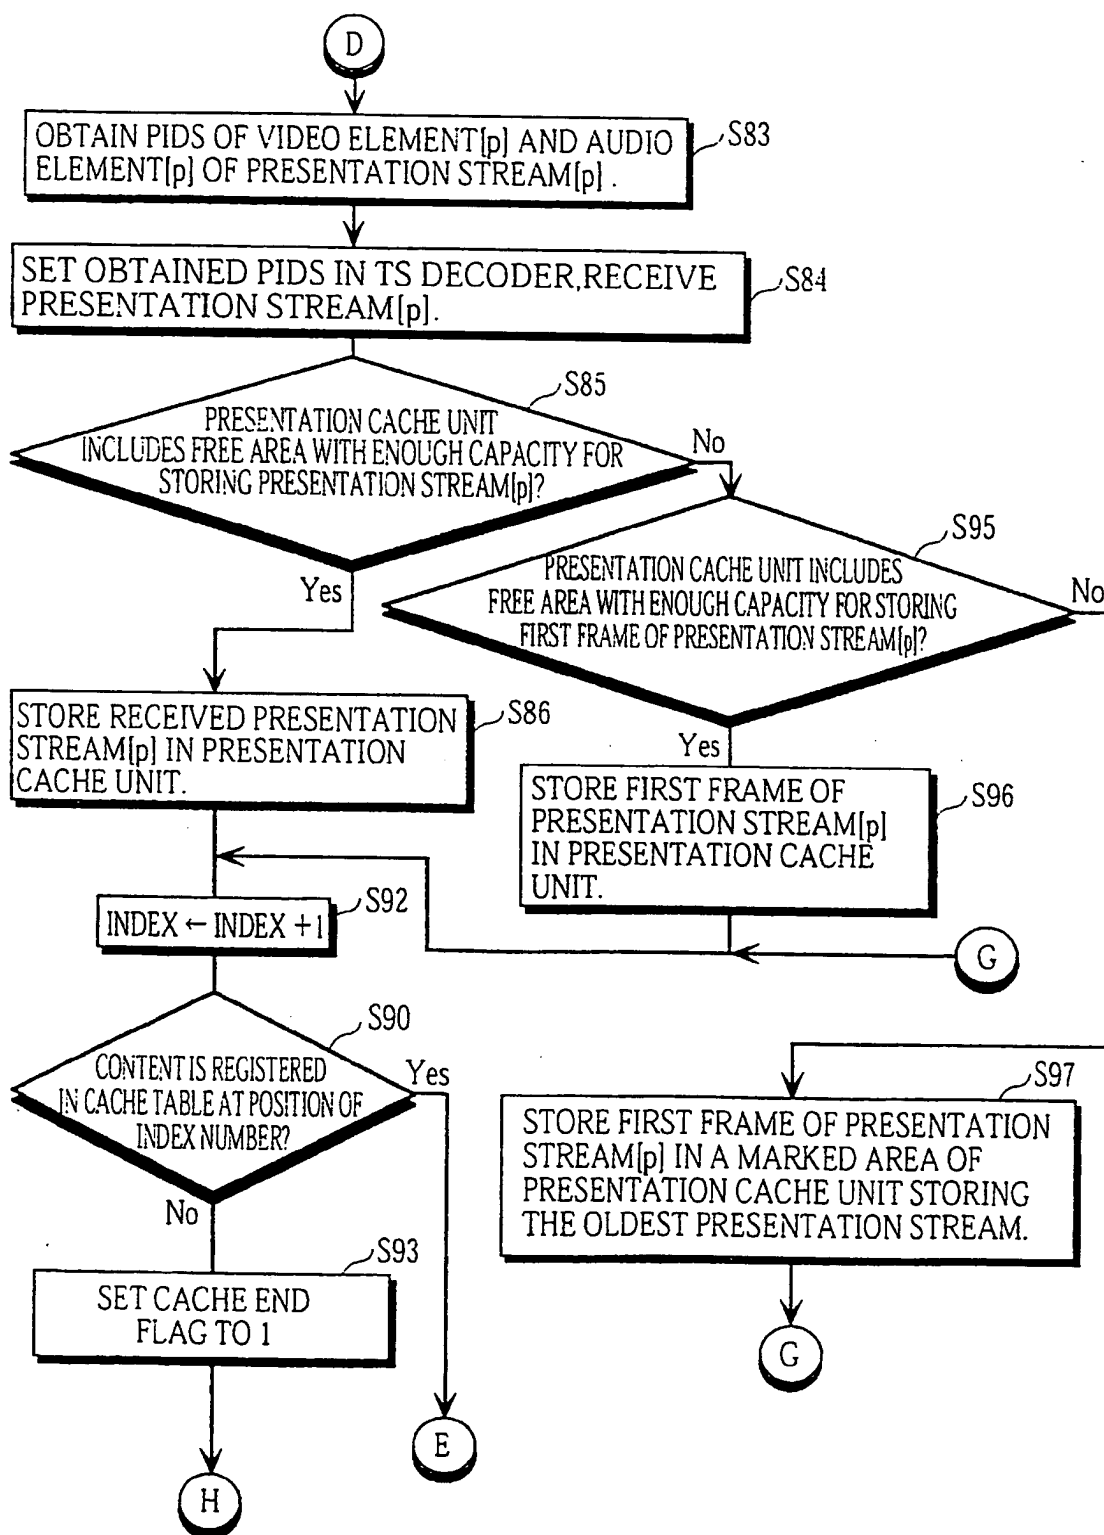 D
OBTAIN PIDS OF VIDEO ELEMENT[p] AND AUDIO
ELEMENT[p] OF PRESENTATION STREAM[p] .
S83
SET OBTAINED PIDS IN TS DECODER,RECEIVE
PRESENTATION STREAM[p].
S84
S85
PRESENTATION CACHE UNIT
INCLUDES FREE AREA WITH ENOUGH CAPACITY FOR
STORING PRESENTATION STREAM[p]?
No
Yes
S95
PRESENTATION CACHE UNIT INCLUDES
FREE AREA WITH ENOUGH CAPACITY FOR STORING
FIRST FRAME OF PRESENTATION STREAM[p]?
No
Yes
STORE RECEIVED PRESENTATION
STREAM[p] IN PRESENTATION
CACHE UNIT.
S86
STORE FIRST FRAME OF
PRESENTATION STREAM[p]
IN PRESENTATION CACHE
UNIT.
S96
INDEX ← INDEX +1
S92
G
S90
CONTENT IS REGISTERED
IN CACHE TABLE AT POSITION OF
INDEX NUMBER?
Yes
No
S97
STORE FIRST FRAME OF PRESENTATION
STREAM[p] IN A MARKED AREA OF
PRESENTATION CACHE UNIT STORING
THE OLDEST PRESENTATION STREAM.
S93
SET CACHE END
FLAG TO 1
G
E
H